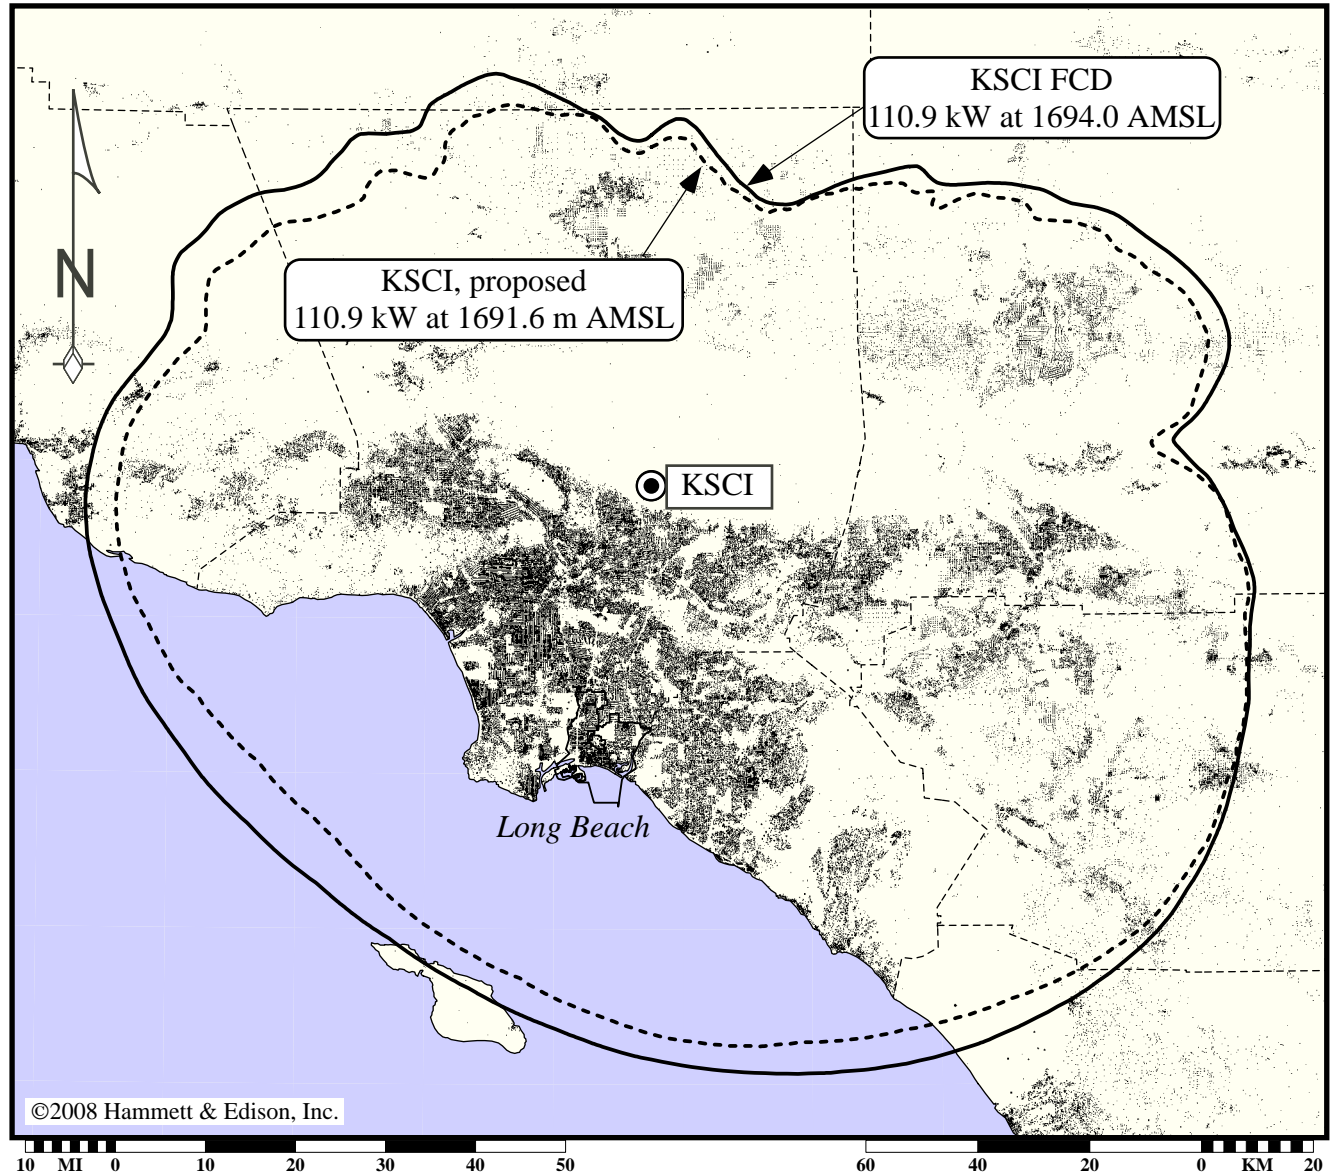 KSCI FCD
110.9 kW at 1694.0 AMSL
N
KSCI, proposed
110.9 kW at 1691.6 m AMSL
KSCI
Long Beach
©2008 Hammett & Edison, Inc.
10 MI 0 10 20 30 40 50 60 40 20 0 KM 20